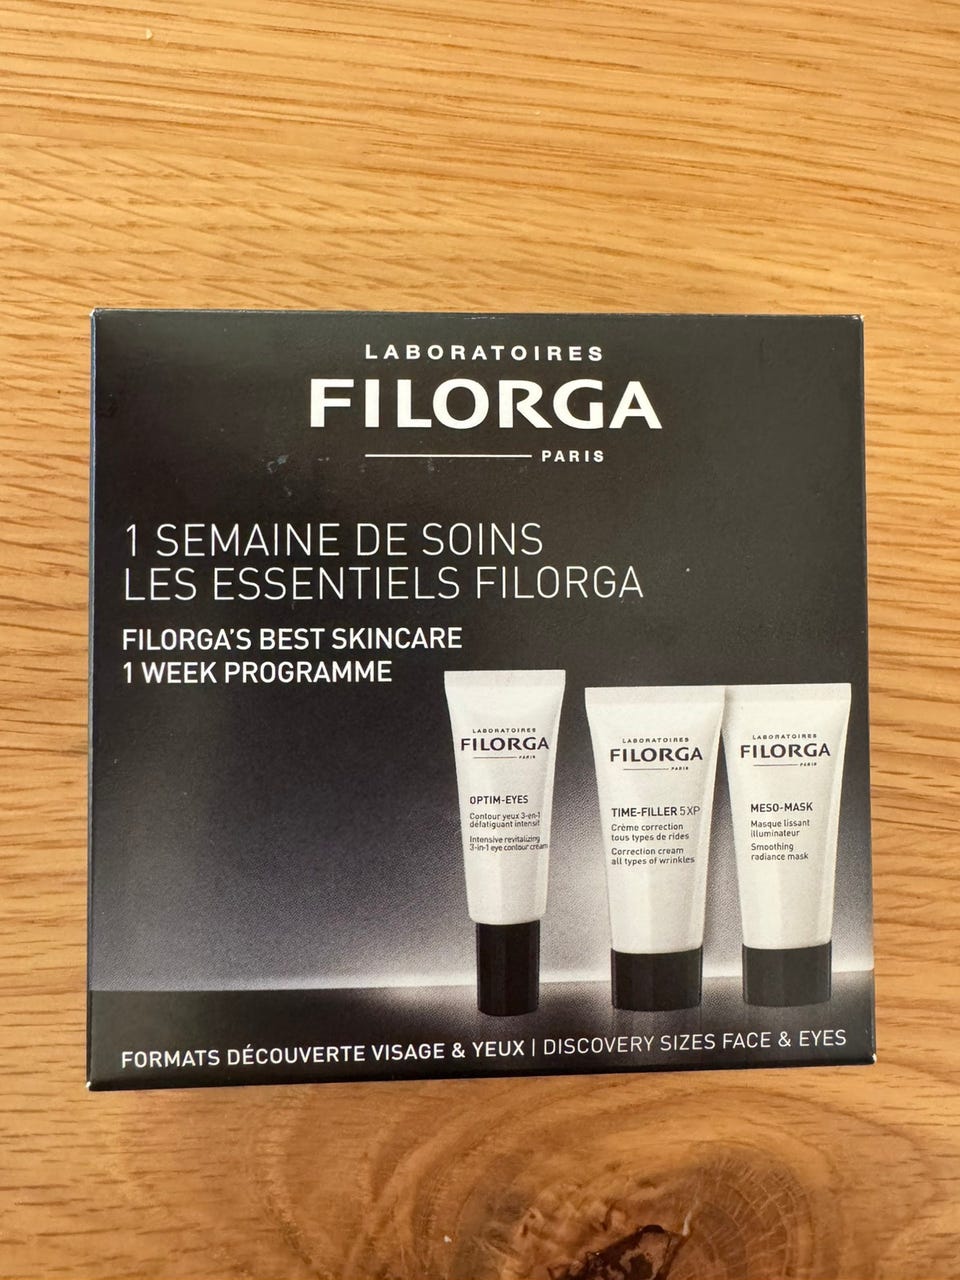 LABORATOIRES
FILORGA
PARIS
1 SEMAINE DE SOINS
LES ESSENTIELS FILORGA
FILORGA'S BEST SKINCARE
1 WEEK PROGRAMME
LABORATOIRES
FILORGA
PARIS
OPTIM-EYES
Contour yeux 3-en-1
défatiguant intensif
Intensive revitalizing
3-in-1 eye contour cream
LABORATOIRES
FILORGA
PARIS
TIME-FILLER 5XP
Crème correction
tous types de rides
Correction cream
all types of wrinkles
LABORATOIRES
FILORGA
PARIS
MESO-MASK
Masque lissant
illuminateur
Smoothing
radiance mask
FORMATS DÉCOUVERTE VISAGE & YEUX | DISCOVERY SIZES FACE & EYES